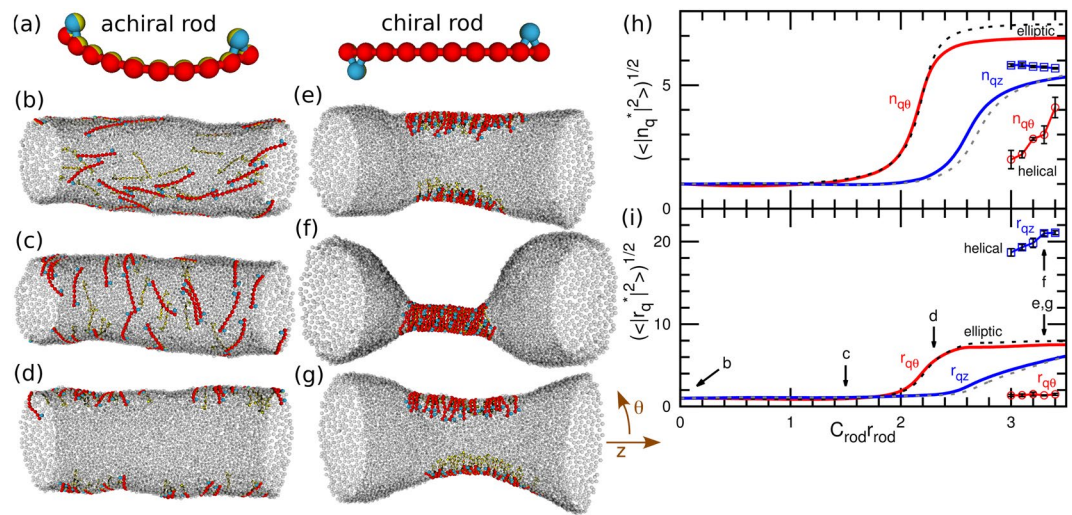 (a) achiral rod chiral rod
(b) (e)
(c) (f)
(d) (g)
θ
z
(h)
(<|n_q*|²>)^1/2
5
elliptic
n_qθ
n_qz
n_qθ
helical
(i)
(<|r_q*|²>)^1/2
20
10
0
r_qz
helical
f
e,g
d
elliptic
b
c
r_qθ
r_qz
r_qθ
0 1 2 3
C_rod r_rod